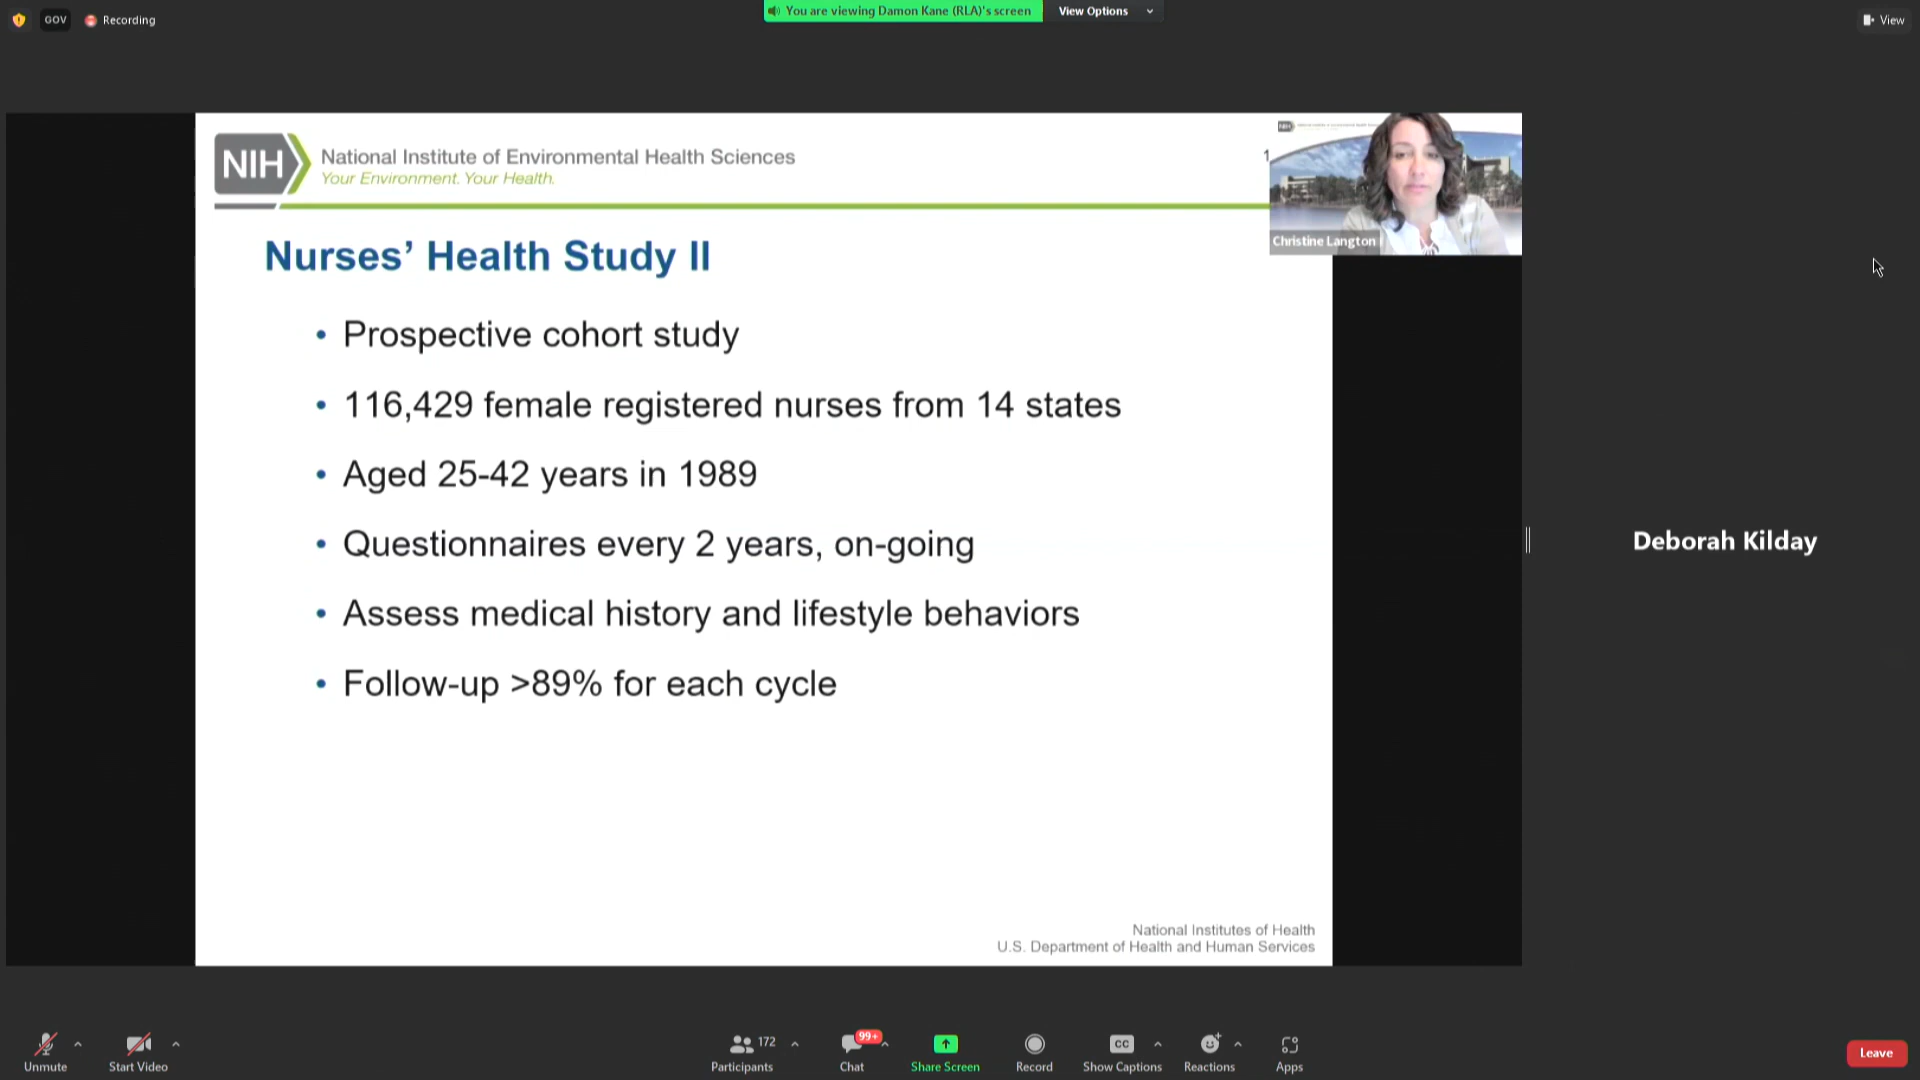 GOV
Recording
You are viewing Damon Kane (RLA)'s screen
View Options
View
NIH
National Institute of Environmental Health Sciences
Your Environment. Your Health.
1
Christine Langton
Nurses’ Health Study II
• Prospective cohort study
• 116,429 female registered nurses from 14 states
• Aged 25-42 years in 1989
• Questionnaires every 2 years, on-going
• Assess medical history and lifestyle behaviors
• Follow-up >89% for each cycle
Deborah Kilday
National Institutes of Health
U.S. Department of Health and Human Services
Unmute
Start Video
172
Participants
99+
Chat
Share Screen
Record
CC
Show Captions
Reactions
Apps
Leave